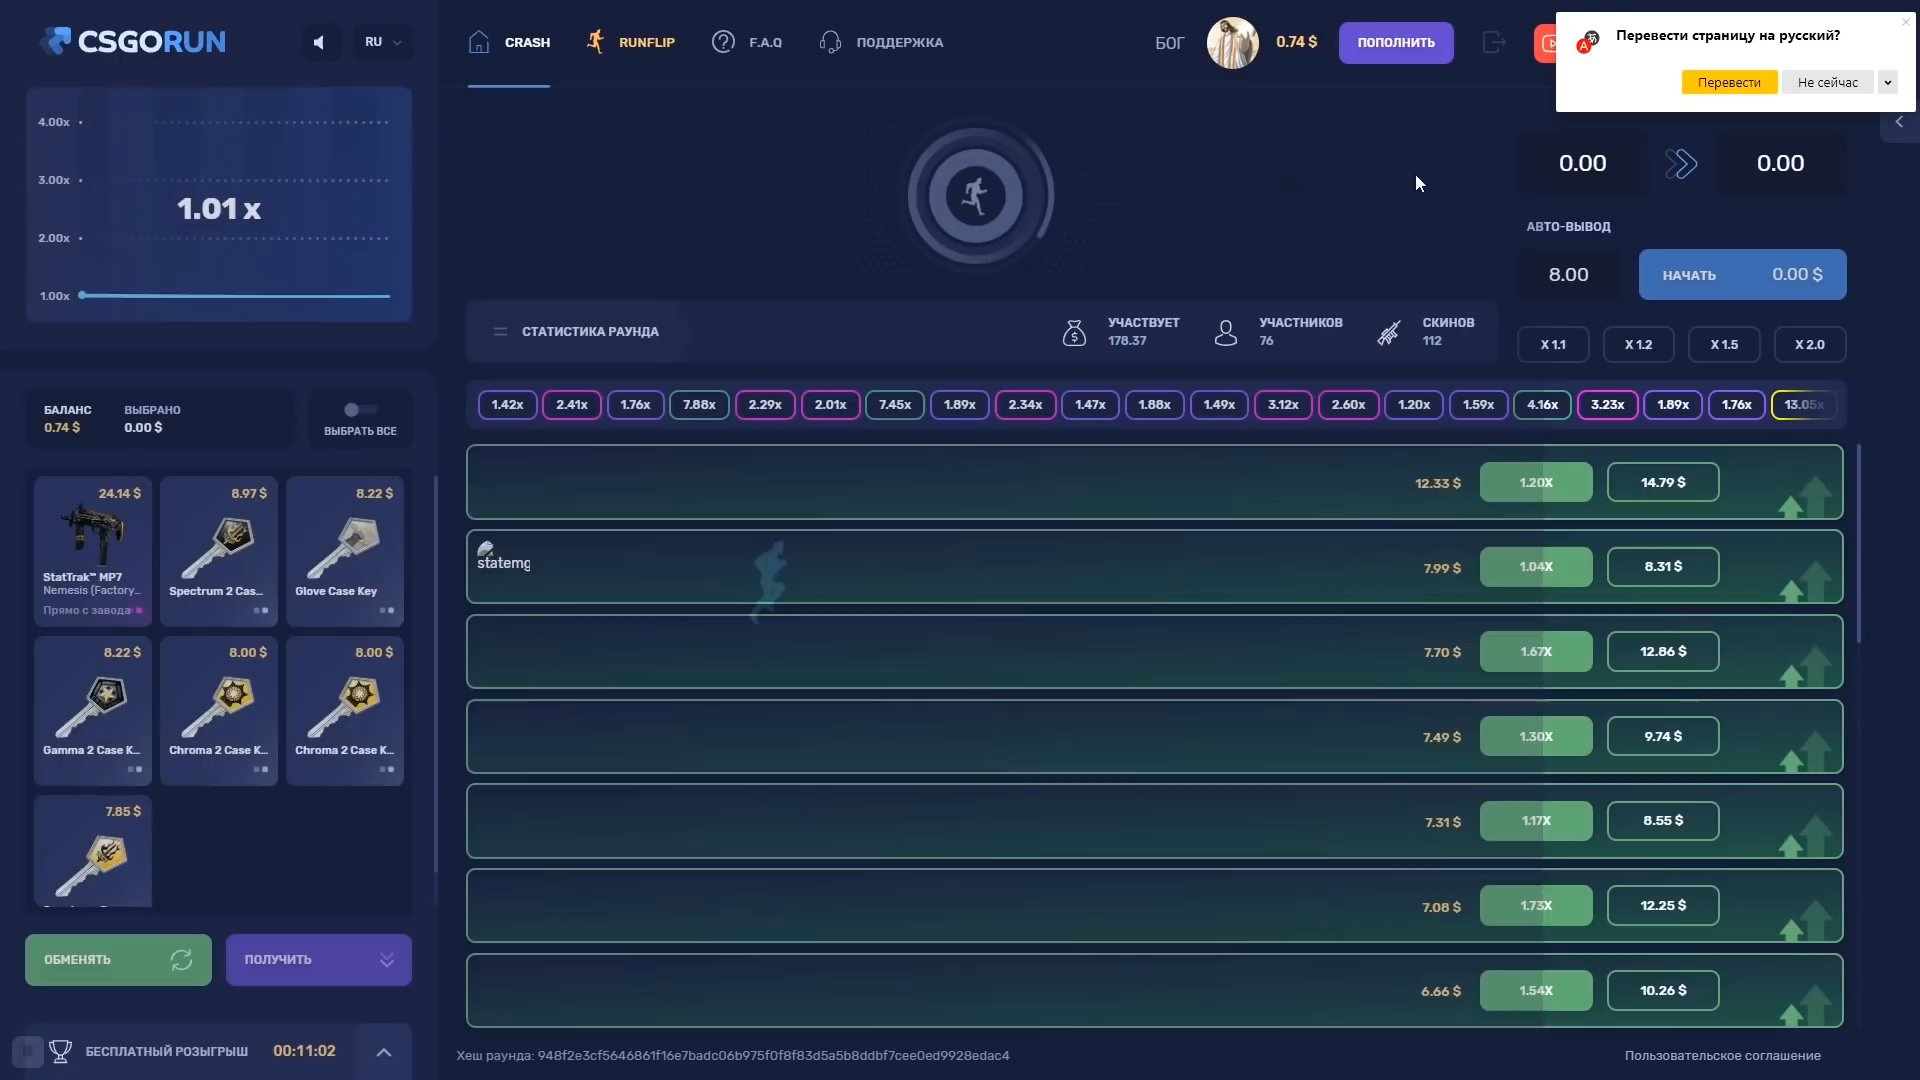 CSGORUN
RU
CRASH
RUNFLIP
F.A.Q
ПОДДЕРЖКА
БОГ
0.74 $
ПОПОЛНИТЬ
Перевести страницу на русский?
Перевести
Не сейчас
4.00x
3.00x
1.01 x
2.00x
1.00x
0.00
0.00
АВТО-ВЫВОД
8.00
НАЧАТЬ 0.00 $
X 1.1
X 1.2
X 1.5
X 2.0
СТАТИСТИКА РАУНДА
УЧАСТВУЕТ
178.37
УЧАСТНИКОВ
76
СКИНОВ
112
1.42x 2.41x 1.76x 7.88x 2.29x 2.01x 7.45x 1.89x 2.34x 1.47x 1.88x 1.49x 3.12x 2.60x 1.20x 1.59x 4.16x 3.23x 1.89x 1.76x 13.05x
БАЛАНС
0.74 $
ВЫБРАНО
0.00 $
ВЫБРАТЬ ВСЕ
24.14 $
StatTrak™ MP7
Nemesis (Factory...
Прямо с завода
8.97 $
Spectrum 2 Cas...
8.22 $
Glove Case Key
8.22 $
Gamma 2 Case K...
8.00 $
Chroma 2 Case K...
8.00 $
Chroma 2 Case K...
7.85 $
12.33 $ 1.20X 14.79 $
statemg
7.99 $ 1.04X 8.31 $
7.70 $ 1.67X 12.86 $
7.49 $ 1.30X 9.74 $
7.31 $ 1.17X 8.55 $
7.08 $ 1.73X 12.25 $
6.66 $ 1.54X 10.26 $
ОБМЕНЯТЬ
ПОЛУЧИТЬ
БЕСПЛАТНЫЙ РОЗЫГРЫШ 00:11:02
Хеш раунда: 948f2e3cf5646861f16e7badc06b975f0f8f83d5a5b8ddbf7cee0ed9928edac4
Пользовательское соглашение